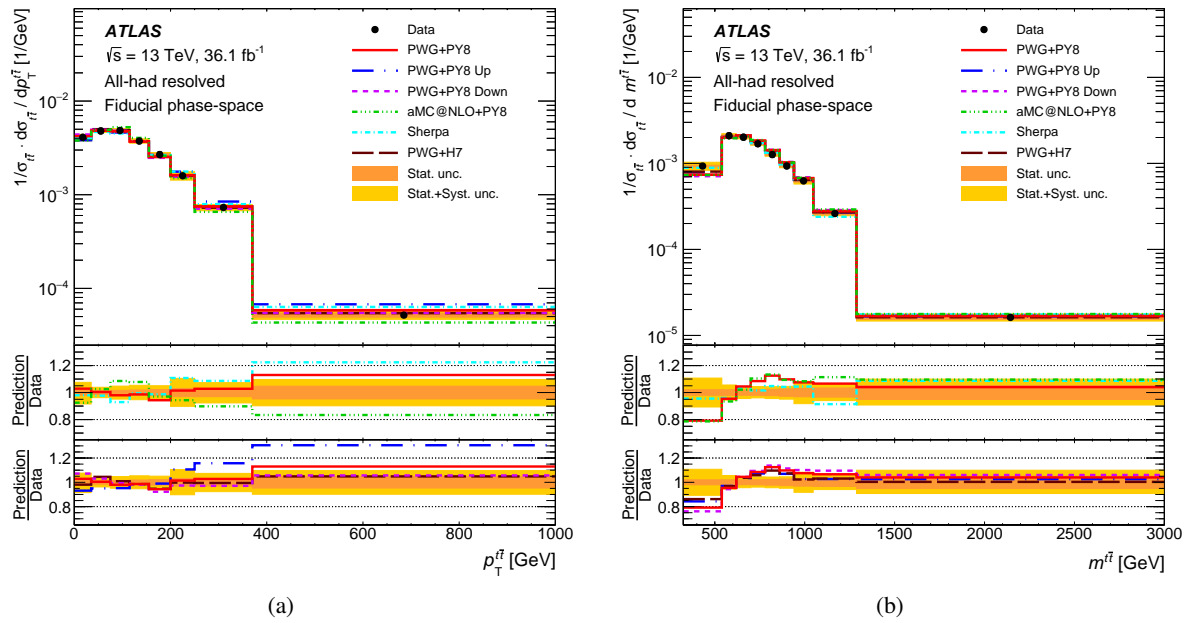 1/σ_tt̄ · dσ_tt̄ / dp_T^tt̄ [1/GeV]
ATLAS
√s = 13 TeV, 36.1 fb⁻¹
All-had resolved
Fiducial phase-space
Data
PWG+PY8
PWG+PY8 Up
PWG+PY8 Down
aMC@NLO+PY8
Sherpa
PWG+H7
Stat. unc.
Stat.+Syst. unc.
10⁻²
10⁻³
10⁻⁴
Prediction
Data
1.2
1
0.8
Prediction
Data
1.2
1
0.8
0 200 400 600 800 1000
p_T^tt̄ [GeV]
(a)
1/σ_tt̄ · dσ_tt̄ / d m^tt̄ [1/GeV]
ATLAS
√s = 13 TeV, 36.1 fb⁻¹
All-had resolved
Fiducial phase-space
Data
PWG+PY8
PWG+PY8 Up
PWG+PY8 Down
aMC@NLO+PY8
Sherpa
PWG+H7
Stat. unc.
Stat.+Syst. unc.
10⁻¹
10⁻²
10⁻³
10⁻⁴
10⁻⁵
Prediction
Data
1.2
1
0.8
Prediction
Data
1.2
1
0.8
500 1000 1500 2000 2500 3000
m^tt̄ [GeV]
(b)